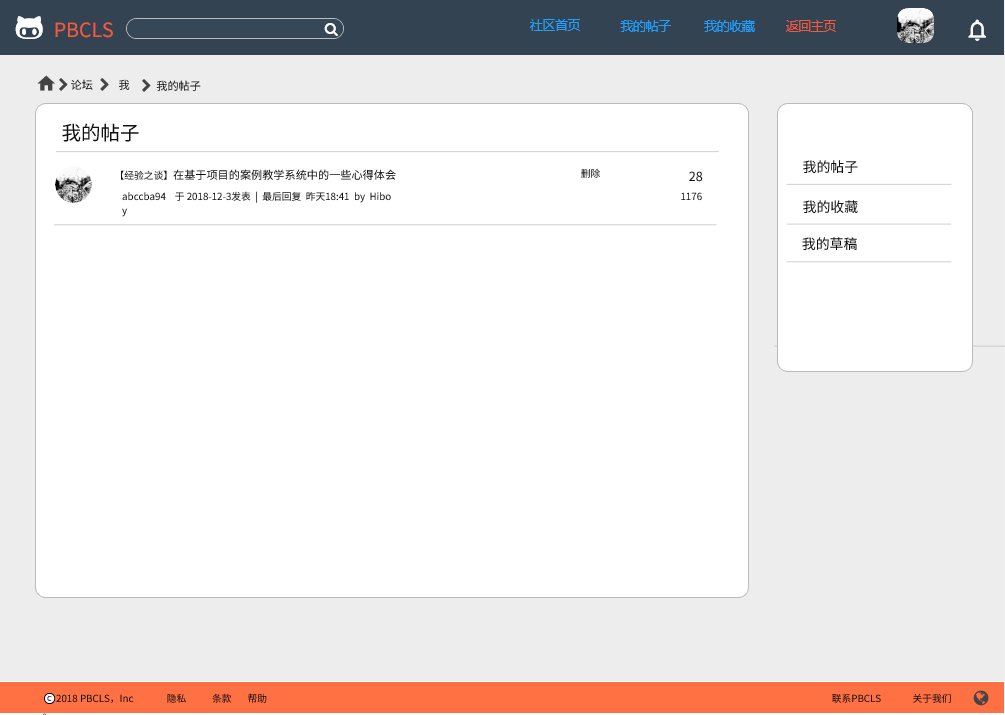 PBCLS
社区首页 我的帖子 我的收藏 返回主页
论坛 我 我的帖子
我的帖子
【经验之谈】在基于项目的案例教学系统中的一些心得体会 删除 28
abccba94 于 2018-12-3发表 | 最后回复 昨天18:41 by Hibo 1176
y
我的帖子
我的收藏
我的草稿
©2018 PBCLS，Inc 隐私 条款 帮助 联系PBCLS 关于我们